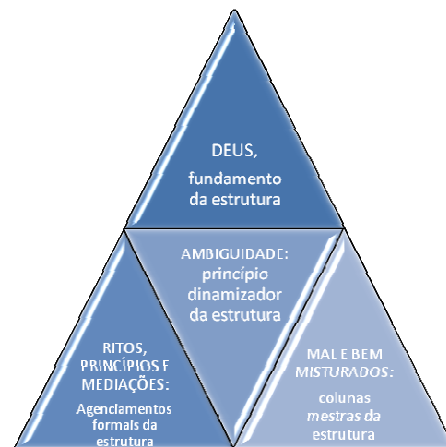 DEUS,
fundamento
da estrutura
AMBIGUIDADE:
princípio
dinamizador
da estrutura
RITOS,
PRINCÍPIOS E
MEDIAÇÕES:
Agenciamentos
formais da
estrutura
MAL E BEM
MISTURADOS:
colunas
mestras da
estrutura